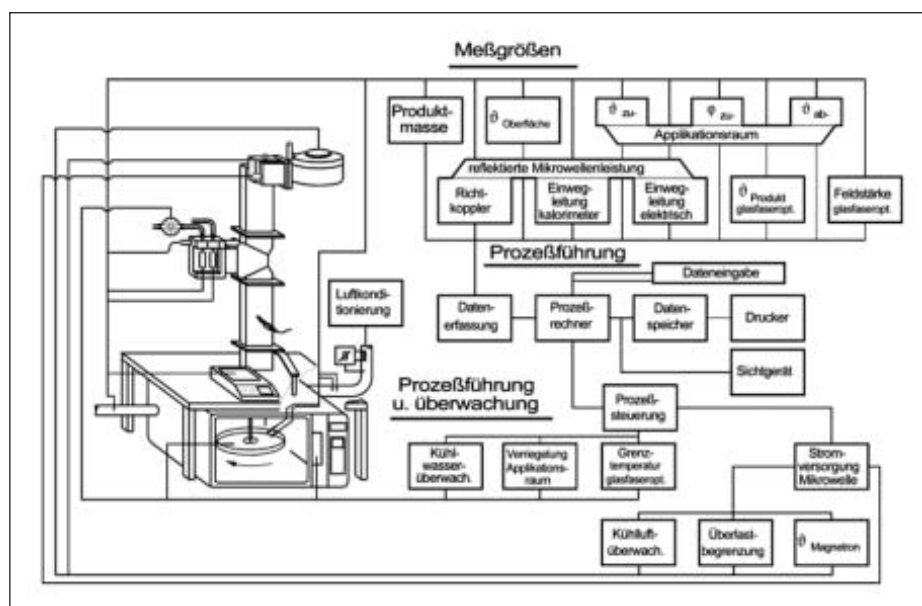 Meßgrößen
Produkt-
masse
ϑ Oberfläche
ϑ zu-
φ zu-
ϑ ab-
Applikationsraum
reflektierte Mikrowellenleistung
Richt-
koppler
Einweg-
leitung
kalorimeter
Einweg-
leitung
elektrisch
ϑ Produkt
glasfaseropt.
Feldstärke
glasfaseropt.
Prozeßführung
Dateneingabe
Luftkondi-
tionierung
Daten-
erfassung
Prozeß-
rechner
Daten-
speicher
Drucker
Sichtgerät
Prozeßführung
u. überwachung
Prozeß-
steuerung
Kühl-
wasser-
überwach.
Verriegelung
Applikations-
raum
Grenz-
temperatur
glasfaseropt.
Strom-
versorgung
Mikrowelle
Kühlluft-
überwach.
Überlast-
begrenzung
ϑ Magnetron